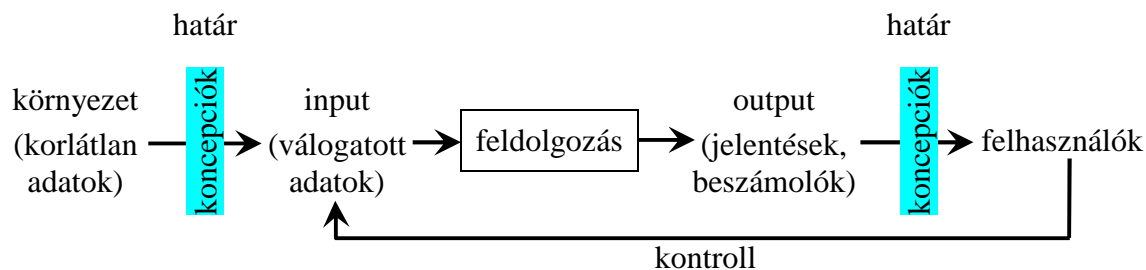 határ
határ
környezet
(korlátlan
adatok)
koncepciók
input
(válogatott
adatok)
feldolgozás
output
(jelentések,
beszámolók)
koncepciók
felhasználók
kontroll